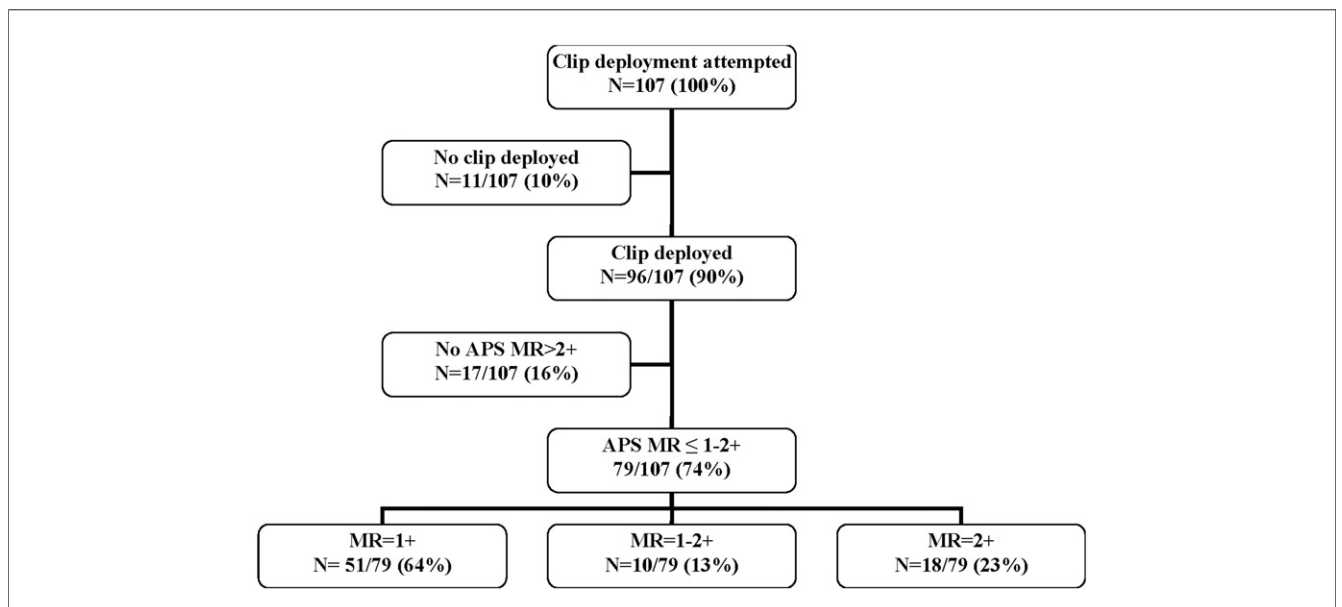 Clip deployment attempted
N=107 (100%)
No clip deployed
N=11/107 (10%)
Clip deployed
N=96/107 (90%)
No APS MR>2+
N=17/107 (16%)
APS MR ≤ 1-2+
79/107 (74%)
MR=1+
N= 51/79 (64%)
MR=1-2+
N=10/79 (13%)
MR=2+
N=18/79 (23%)